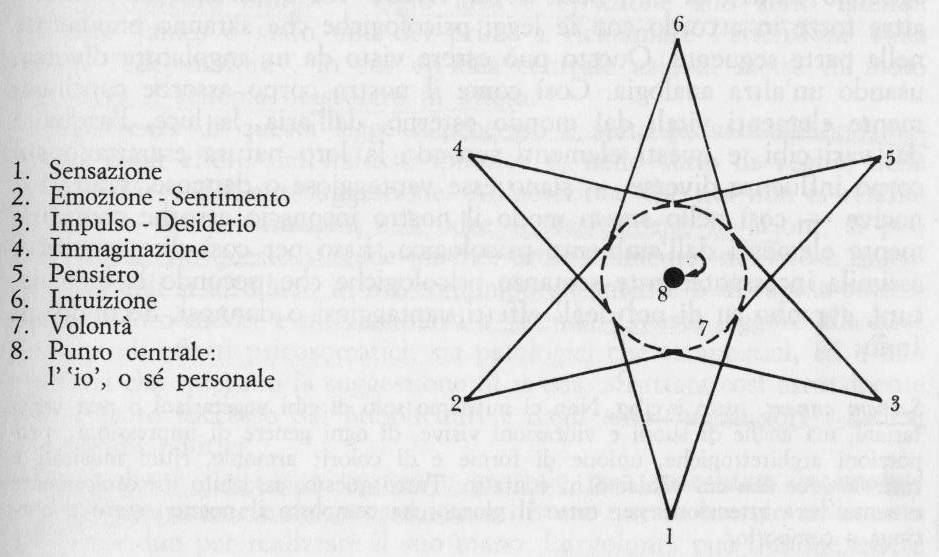 6
4
5
1. Sensazione
2. Emozione - Sentimento
3. Impulso - Desiderio
4. Immaginazione
5. Pensiero
6. Intuizione
7. Volontà
8. Punto centrale:
l' 'io' o sé personale
8
7
2
3
1